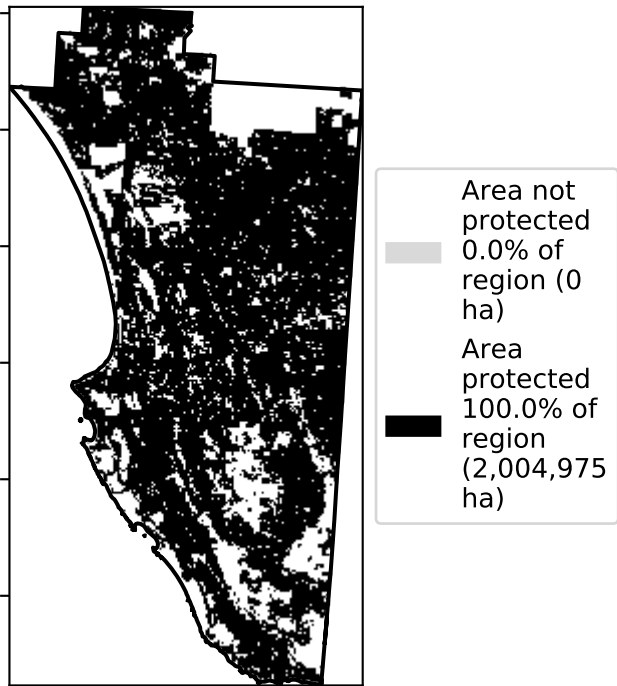 Area not
protected
0.0% of
region (0
ha)
Area
protected
100.0% of
region
(2,004,975
ha)